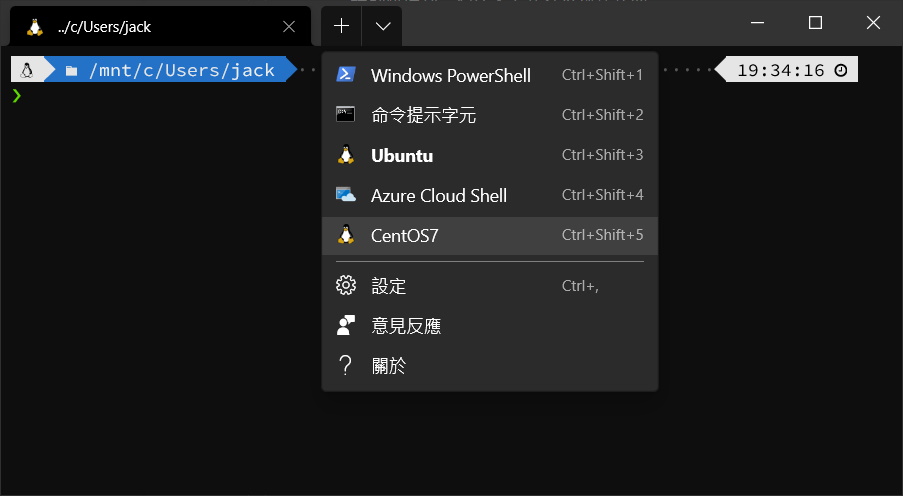 ../c/Users/jack
/mnt/c/Users/jack
19:34:16
❯
Windows PowerShell Ctrl+Shift+1
命令提示字元 Ctrl+Shift+2
Ubuntu Ctrl+Shift+3
Azure Cloud Shell Ctrl+Shift+4
CentOS7 Ctrl+Shift+5
設定 Ctrl+,
意見反應
關於